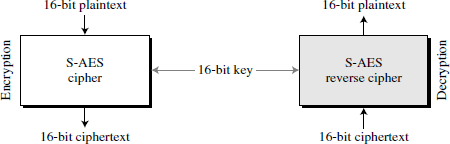 16-bit plaintext
Encryption
S-AES
cipher
16-bit ciphertext
16-bit key
16-bit plaintext
S-AES
reverse cipher
Decryption
16-bit ciphertext